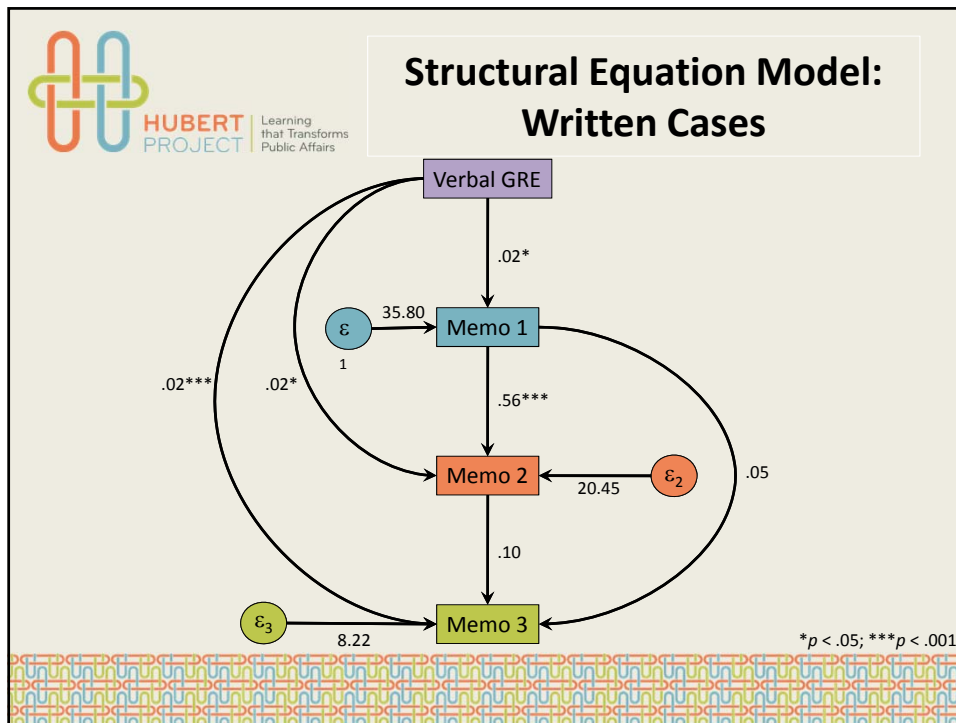 Structural Equation Model:
Written Cases
HUBERT
PROJECT
Learning
that Transforms
Public Affairs
Verbal GRE
.02*
35.80
ε
1
Memo 1
.02***
.02*
.56***
Memo 2
20.45
ε₂
.05
.10
ε₃
8.22
Memo 3
*p < .05; ***p < .001